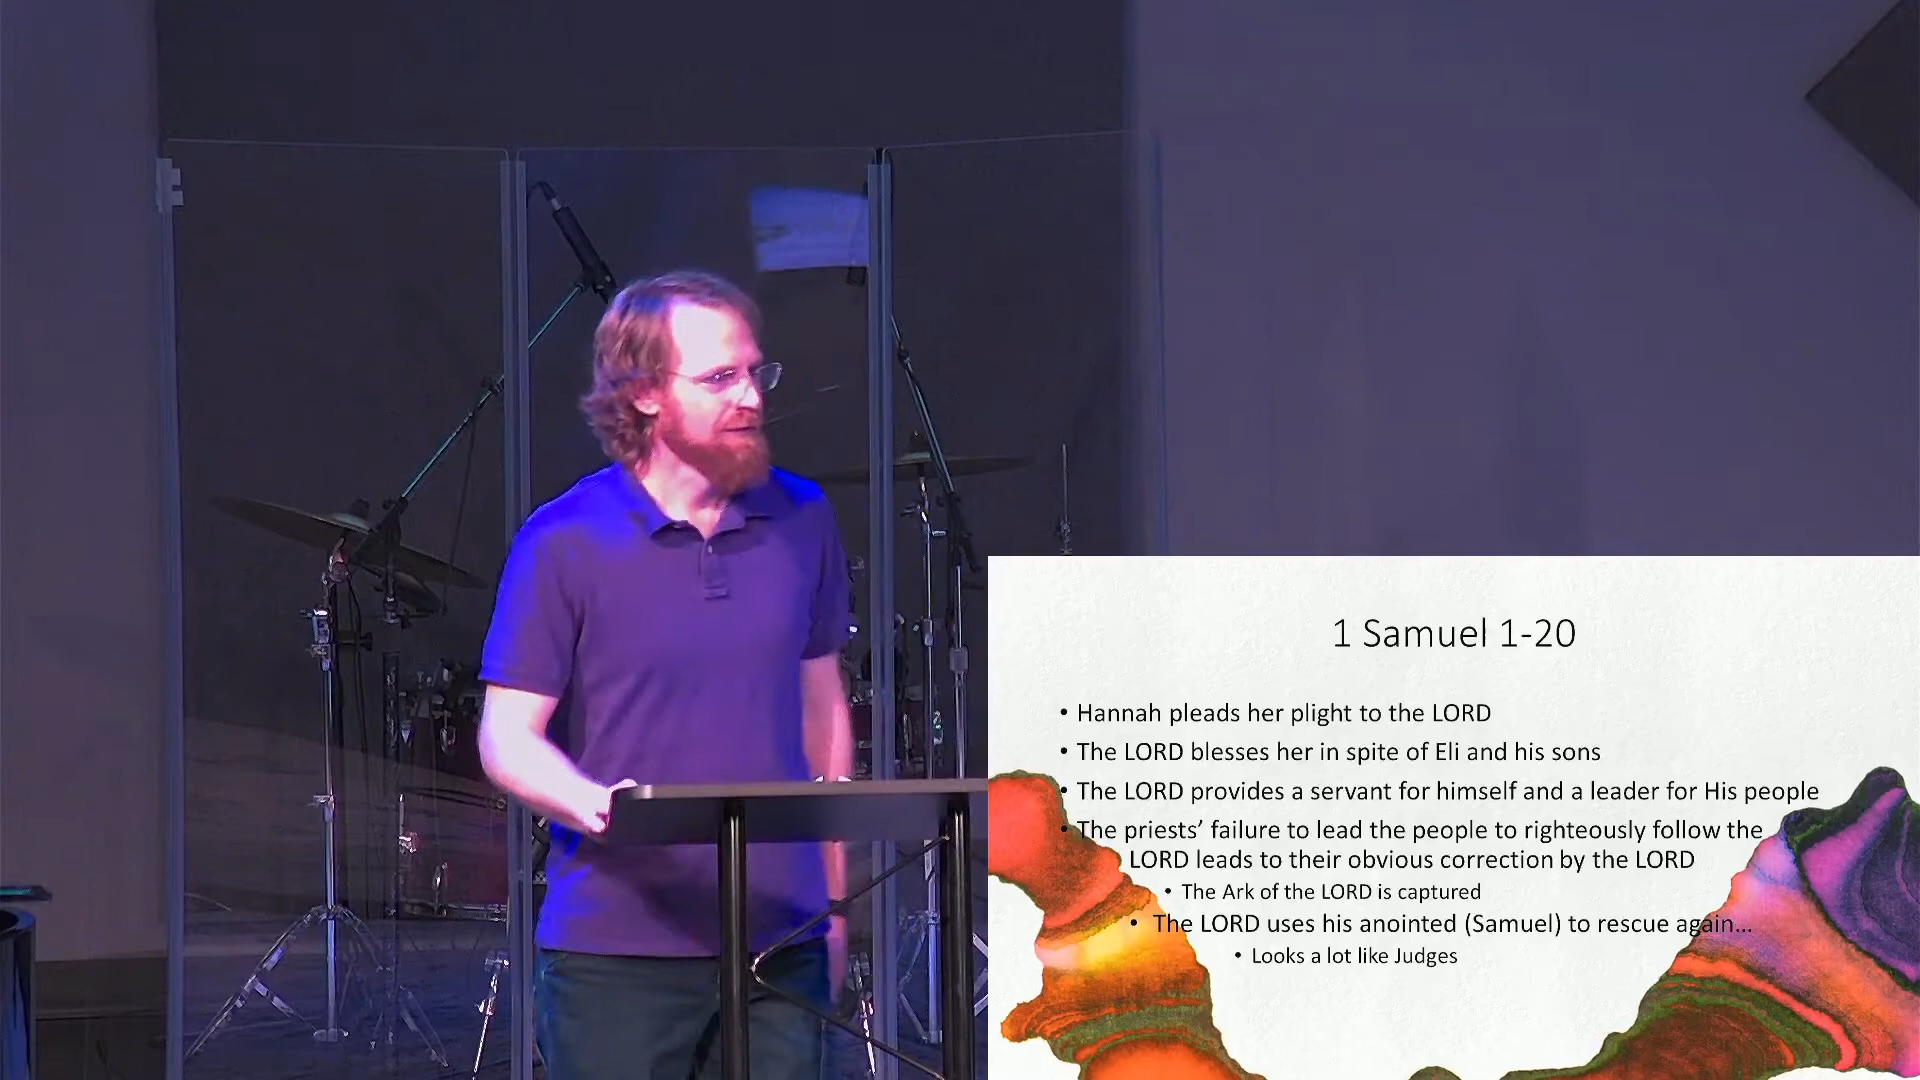 1 Samuel 1-20
• Hannah pleads her plight to the LORD
• The LORD blesses her in spite of Eli and his sons
• The LORD provides a servant for himself and a leader for His people
• The priests’ failure to lead the people to righteously follow the
LORD leads to their obvious correction by the LORD
• The Ark of the LORD is captured
• The LORD uses his anointed (Samuel) to rescue again…
• Looks a lot like Judges